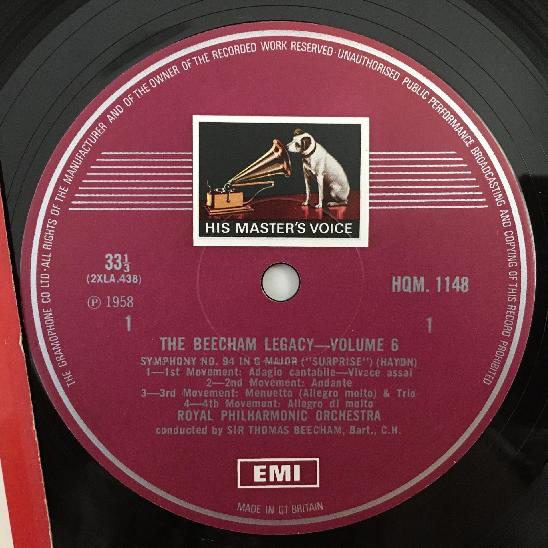 THE GRAMOPHONE CO LTD · ALL RIGHTS OF THE MANUFACTURER AND OF THE OWNER OF THE RECORDED WORK RESERVED · UNAUTHORISED PUBLIC PERFORMANCE BROADCASTING AND COPYING OF THIS RECORD PROHIBITED
HIS MASTER'S VOICE
33⅓
(2XLA.438)
℗ 1958
1
HQM. 1148
1
THE BEECHAM LEGACY—VOLUME 6
SYMPHONY NO. 94 IN G MAJOR ("SURPRISE") (HAYDN)
1—1st Movement: Adagio cantabile—Vivace assai
2—2nd Movement: Andante
3—3rd Movement: Menuetto (Allegro molto) & Trio
4—4th Movement: Allegro di molto
ROYAL PHILHARMONIC ORCHESTRA
conducted by SIR THOMAS BEECHAM, Bart., C.H.
EMI
MADE IN GT BRITAIN